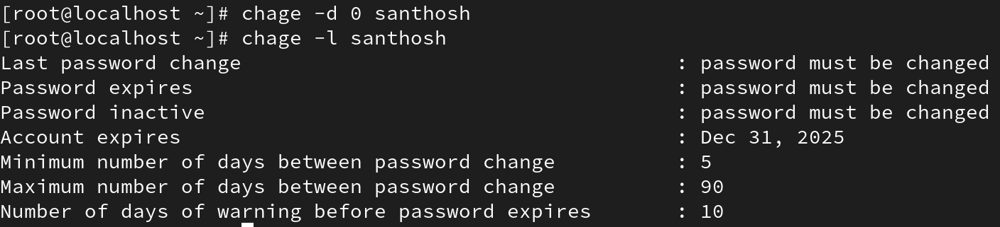 [root@localhost ~]# chage -d 0 santhosh
[root@localhost ~]# chage -l santhosh
Last password change : password must be changed
Password expires : password must be changed
Password inactive : password must be changed
Account expires : Dec 31, 2025
Minimum number of days between password change : 5
Maximum number of days between password change : 90
Number of days of warning before password expires : 10